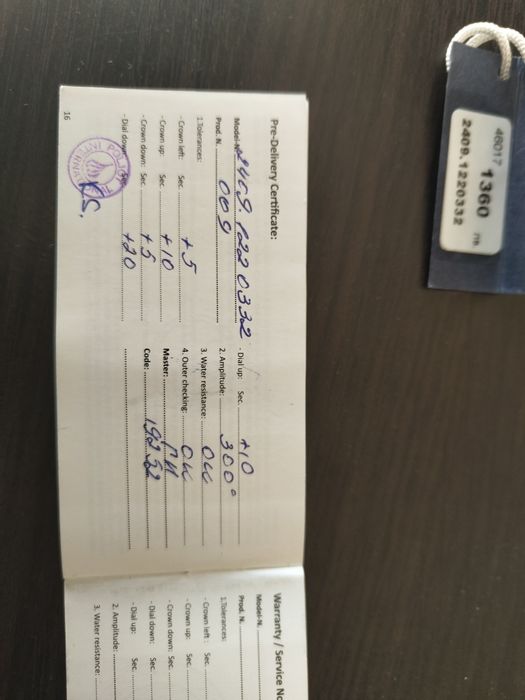 Pre-Delivery Certificate:
Model-N. 2409.1220332
Prod. N. 009
1.Tolerances:
- Crown left: Sec. +5
- Crown up: Sec. +10
- Crown down: Sec. +5
- Dial down: Sec. +20
- Dial up: Sec. +10
2. Amplitude: 300°
3. Water resistance: OK
4. Outer checking: OK
Master:
Code:
16
Warranty / Service
Model-N.
Prod. N.
1.Tolerances:
- Crown left: Sec.
- Crown up: Sec.
- Crown down: Sec.
- Dial down: Sec.
- Dial up: Sec.
2. Amplitude:
3. Water resistance:
46017 1360
2409.1220332